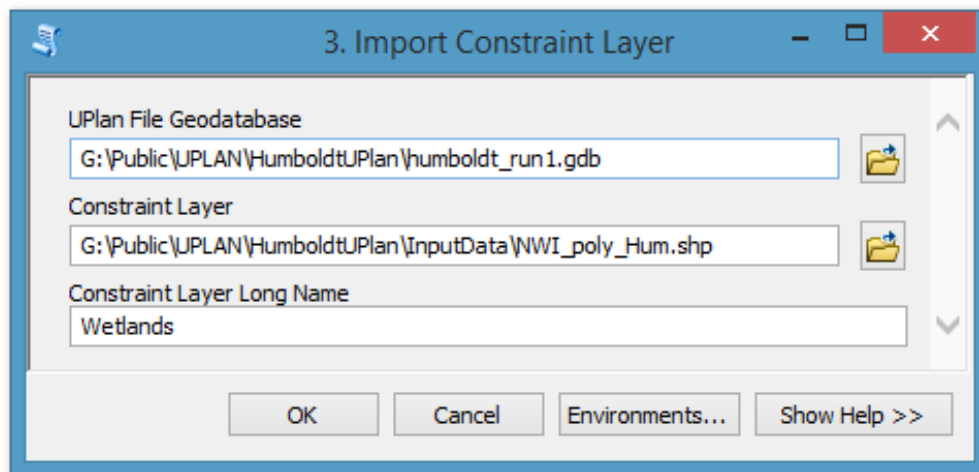 3. Import Constraint Layer
UPlan File Geodatabase
G:\Public\UPLAN\HumboldtUPlan\humboldt_run1.gdb
Constraint Layer
G:\Public\UPLAN\HumboldtUPlan\InputData\NWI_poly_Hum.shp
Constraint Layer Long Name
Wetlands
OK Cancel Environments... Show Help >>